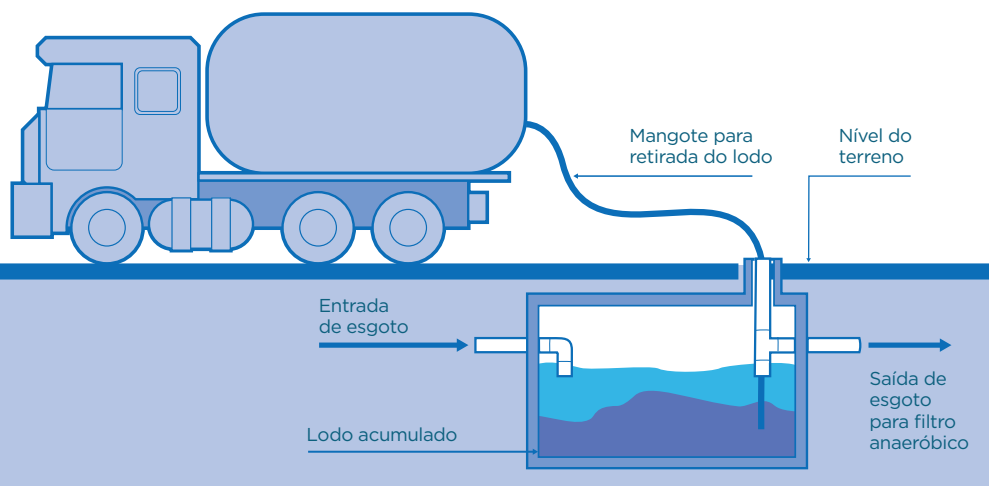 Mangote para
retirada do lodo
Nível do
terreno
Entrada
de esgoto
Saída de
esgoto
para filtro
anaeróbico
Lodo acumulado